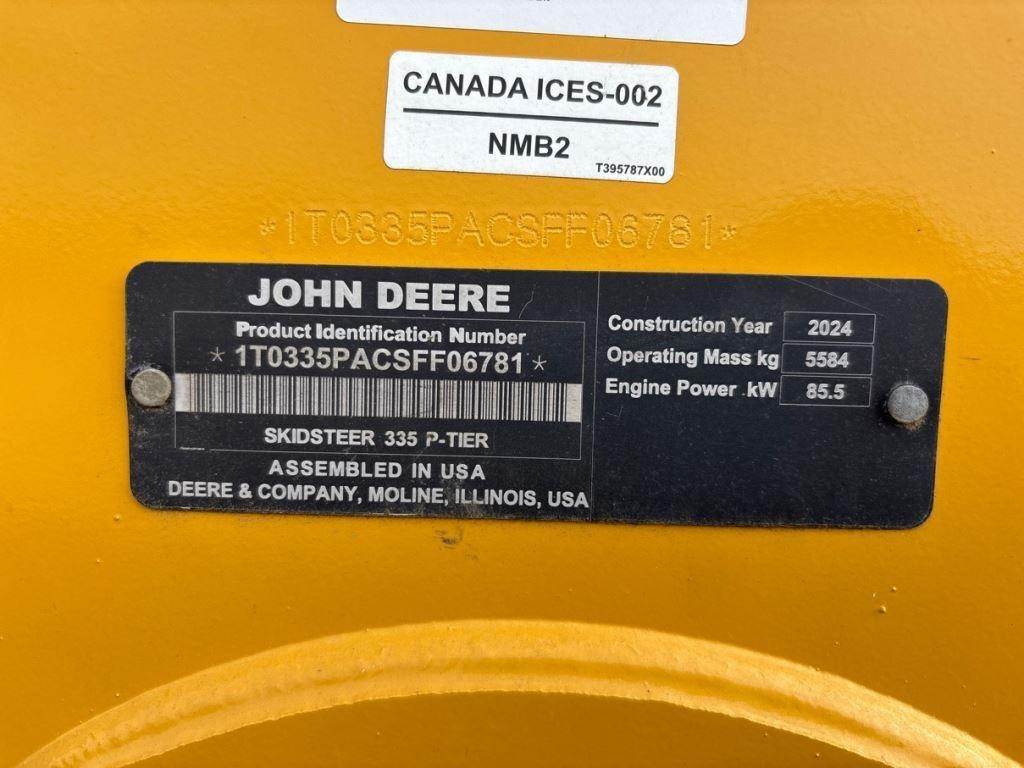 CANADA ICES-002
NMB2
T395787X00
*1T0335PACSFF06781*
JOHN DEERE
Product Identification Number
* 1T0335PACSFF06781 *
SKIDSTEER 335 P-TIER
ASSEMBLED IN USA
DEERE & COMPANY, MOLINE, ILLINOIS, USA
Construction Year 2024
Operating Mass kg 5584
Engine Power kW 85.5